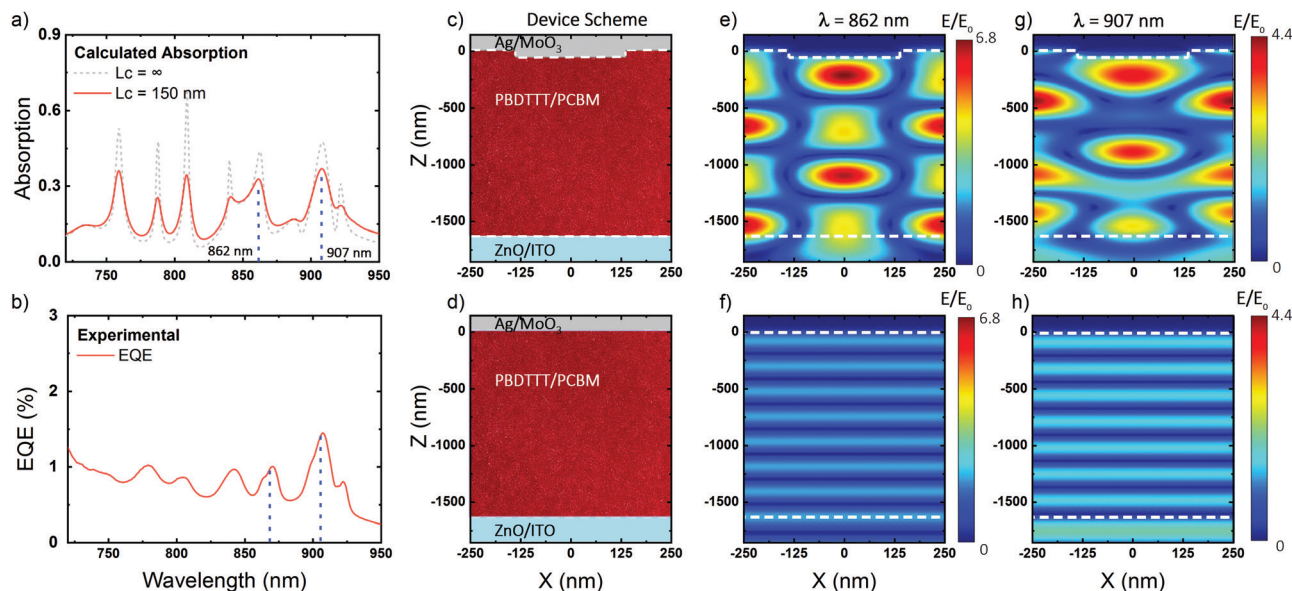 a)
0.9
0.6
0.3
0.0
Absorption
Calculated Absorption
Lc = ∞
Lc = 150 nm
862 nm
907 nm
750
800
850
900
950
b)
3
2
1
0
EQE (%)
Experimental
EQE
750
800
850
900
950
Wavelength (nm)
c)
Device Scheme
Ag/MoO3
PBDTTT/PCBM
ZnO/ITO
Z (nm)
0
-500
-1000
-1500
-250
-125
0
125
250
d)
Ag/MoO3
PBDTTT/PCBM
ZnO/ITO
Z (nm)
0
-500
-1000
-1500
-250
-125
0
125
250
X (nm)
e)
λ = 862 nm
E/Eo
6.8
0
0
-500
-1000
-1500
-250
-125
0
125
250
f)
E/Eo
6.8
0
0
-500
-1000
-1500
-250
-125
0
125
250
X (nm)
g)
λ = 907 nm
E/Eo
4.4
0
0
-500
-1000
-1500
-250
-125
0
125
250
h)
E/Eo
4.4
0
0
-500
-1000
-1500
-250
-125
0
125
250
X (nm)